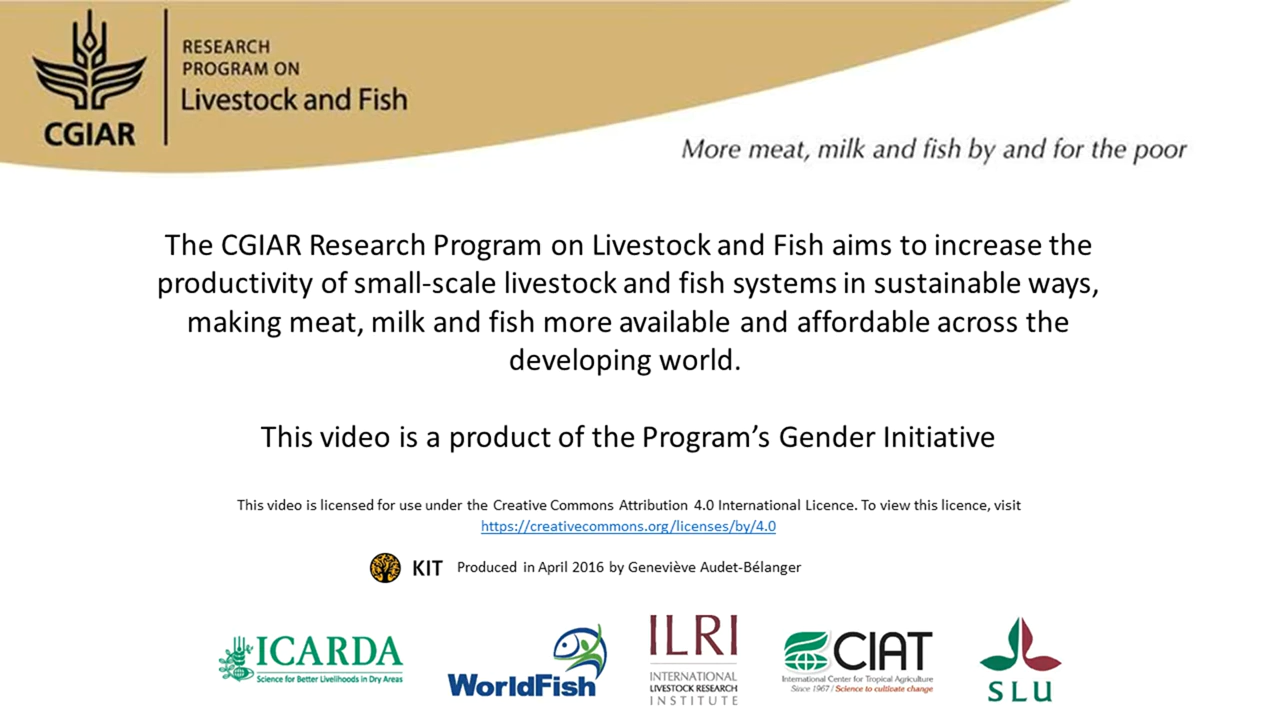 RESEARCH
PROGRAM ON
Livestock and Fish
CGIAR
More meat, milk and fish by and for the poor
The CGIAR Research Program on Livestock and Fish aims to increase the
productivity of small-scale livestock and fish systems in sustainable ways,
making meat, milk and fish more available and affordable across the
developing world.
This video is a product of the Program’s Gender Initiative
This video is licensed for use under the Creative Commons Attribution 4.0 International Licence. To view this licence, visit
https://creativecommons.org/licenses/by/4.0
KIT Produced in April 2016 by Geneviève Audet-Bélanger
ICARDA
Science for Better Livelihoods in Dry Areas
WorldFish
ILRI
INTERNATIONAL
LIVESTOCK RESEARCH
INSTITUTE
CIAT
International Center for Tropical Agriculture
Since 1967 / Science to cultivate change
SLU